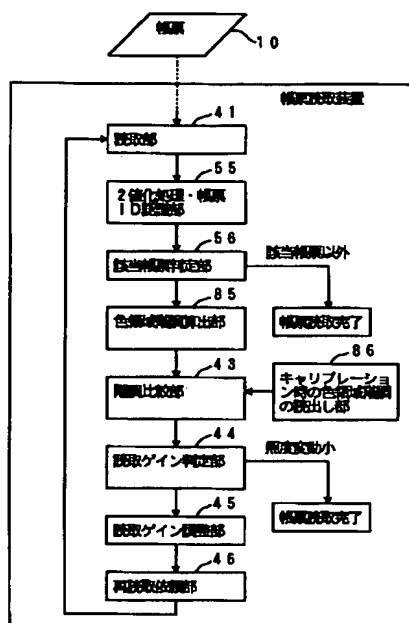 帳票
10
帳票読取装置
41
読取部
55
2値化処理・帳票
ID認識部
56
該当帳票判定部
該当帳票以外
帳票読取完了
85
色領域階調算出部
86
キャリブレーショ
ン時の色領域階調
の読出し部
43
階調比較部
44
読取ゲイン判定部
照度変動小
帳票読取完了
45
読取ゲイン調整部
46
再読取依頼部